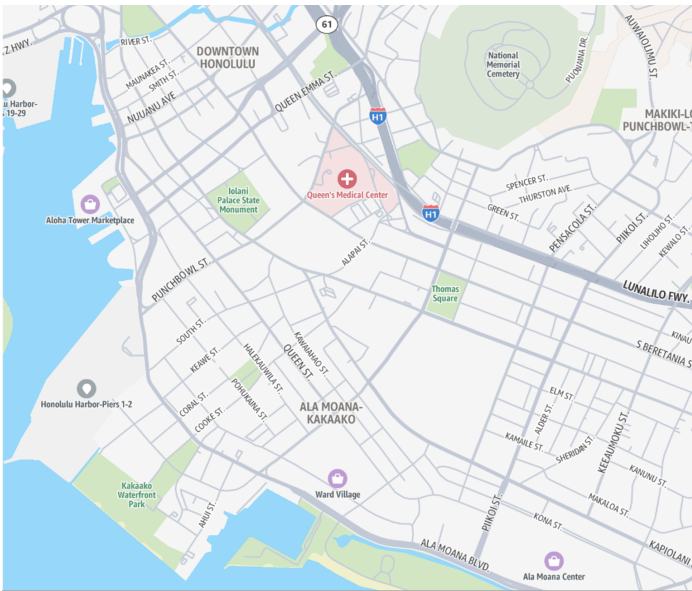 61
Z HWY.
RIVER ST.
DOWNTOWN
HONOLULU
MAUNAKEA ST.
SMITH ST.
NUUANU AVE
QUEEN EMMA ST.
National
Memorial
Cemetery
PUOWAINA DR.
AUWAIOLIMU ST.
Harbor-
19-29
H1
MAKIKI-LO
PUNCHBOWL-T
Queen's Medical Center
Iolani
Palace State
Monument
Aloha Tower Marketplace
SPENCER ST.
THURSTON AVE.
GREEN ST.
H1
PENSACOLA ST.
PIIKOI ST.
LIHOLIHO ST.
KEWALO ST.
ALAPAI ST.
PUNCHBOWL ST.
Thomas
Square
LUNALILO FWY.
SOUTH ST.
KEAWE ST.
HALEKAUWILA ST.
POHUKAINA ST.
QUEEN ST.
KAWAIAHAO ST.
KINAU
S BERETANIA S
Honolulu Harbor-Piers 1-2
CORAL ST.
COOKE ST.
ALA MOANA-
KAKAAKO
ELM ST
ALDER ST.
KAMAILE ST.
SHERIDAN ST.
KEEAUMOKU ST.
KANUNU ST.
Kakaako
Waterfront
Park
AHUI ST.
Ward Village
PIIKOI ST.
KONA ST.
MAKALOA ST.
KAPIOLANI
ALA MOANA BLVD
Ala Moana Center